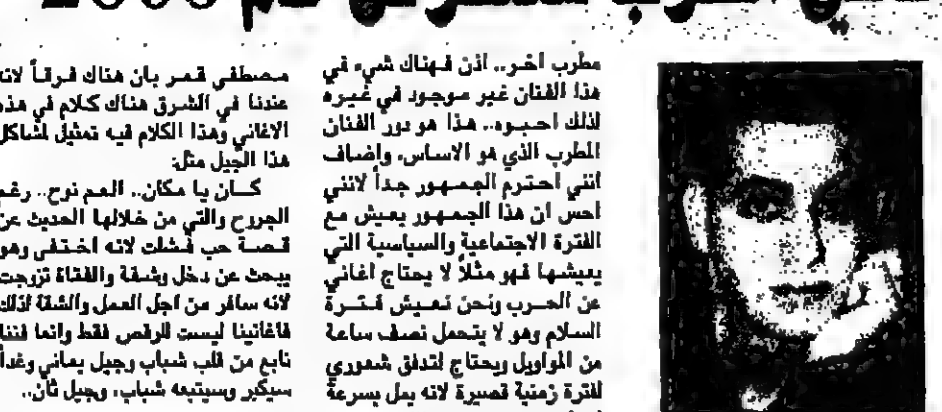 مطرب آخر.. اذن فهناك شيء في
هذا الفنان غير موجود في غيره
لذلك احبوه.. هذا هو دور الفنان
المطرب الذي هو الاساس، واضاف
انني احترم الجمهور جداً لانني
احس ان هذا الجمهور يعيش مع
الفترة الاجتماعية والسياسية التي
يعيشها فهو مثلاً لا يحتاج اغاني
عن الحرب ونحن نعيش فترة
السلام وهو لا يتحمل نصف ساعة
من المواويل ويحتاج لتدفق شعوري
لفترة زمنية قصيرة لانه يمل بسرعة
مصطفى قمر بان هناك فرقاً لانه
عندنا في الشرق هناك كلام في هذه
الاغاني وهذا الكلام فيه تمثيل لمشاكل
هذا الجيل مثل:
كان يا مكان.. العم نوح.. رغم
الجروح والتي من خلالها الحديث عن
قصة حب فشلت لانه اختفى وهو
يبحث عن دخل وشقة والفتاة تزوجت
لانه سافر من اجل العمل والشقة لذلك
فاغانينا ليست للرقص فقط وانما فننا
نابع من قلب شباب وجيل يعاني وغداً
سيكبر وسيتبعه شباب، وجيل ثان..